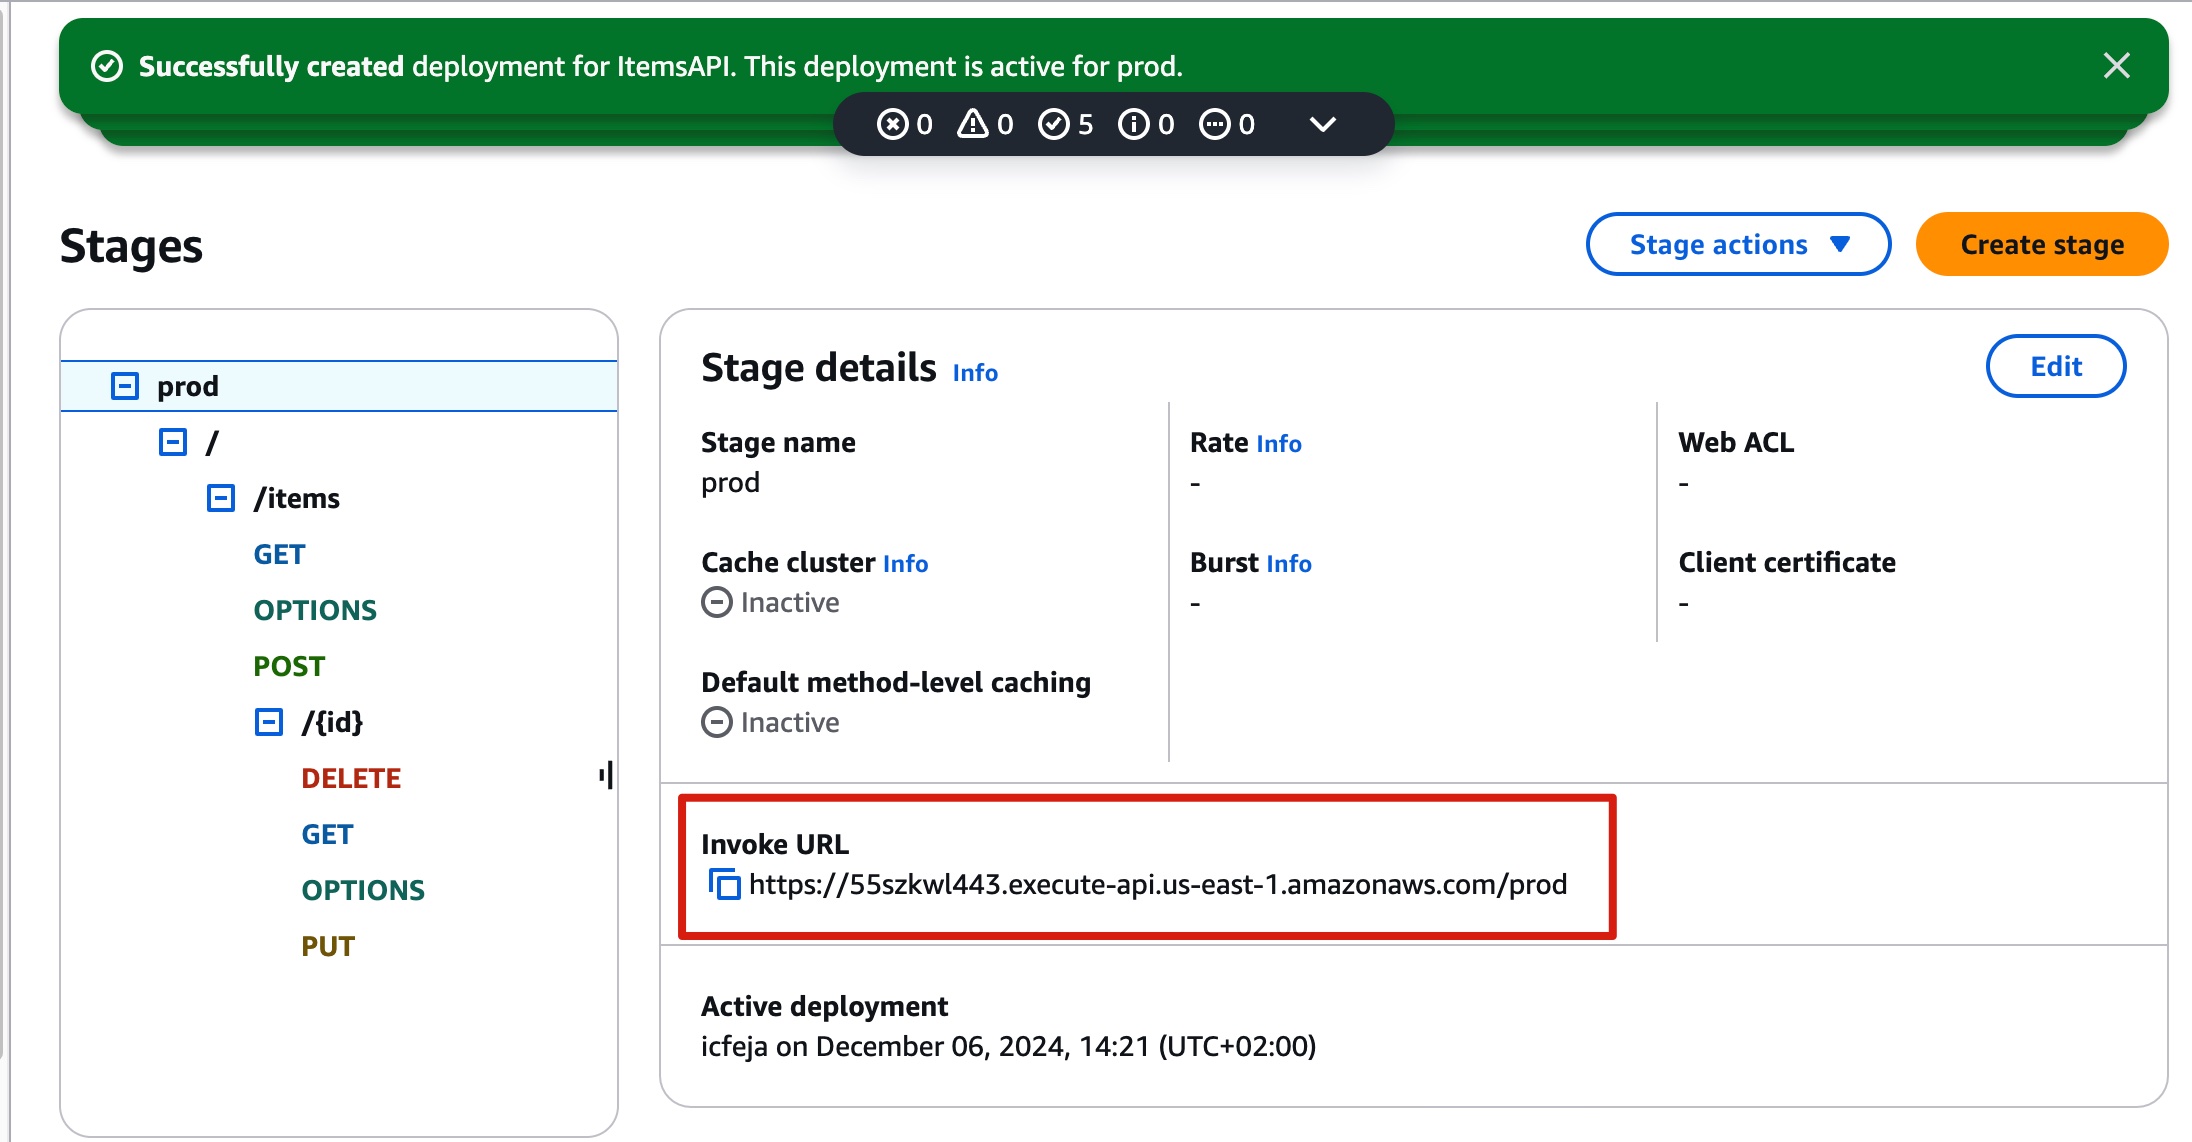 Successfully created deployment for ItemsAPI. This deployment is active for prod.
0 0 5 0 0
Stages
Stage actions
Create stage
prod
/
/items
GET
OPTIONS
POST
/{id}
DELETE
GET
OPTIONS
PUT
Stage details Info
Edit
Stage name
prod
Rate Info
-
Web ACL
-
Cache cluster Info
Inactive
Burst Info
-
Client certificate
-
Default method-level caching
Inactive
Invoke URL
https://55szkwl443.execute-api.us-east-1.amazonaws.com/prod
Active deployment
icfeja on December 06, 2024, 14:21 (UTC+02:00)